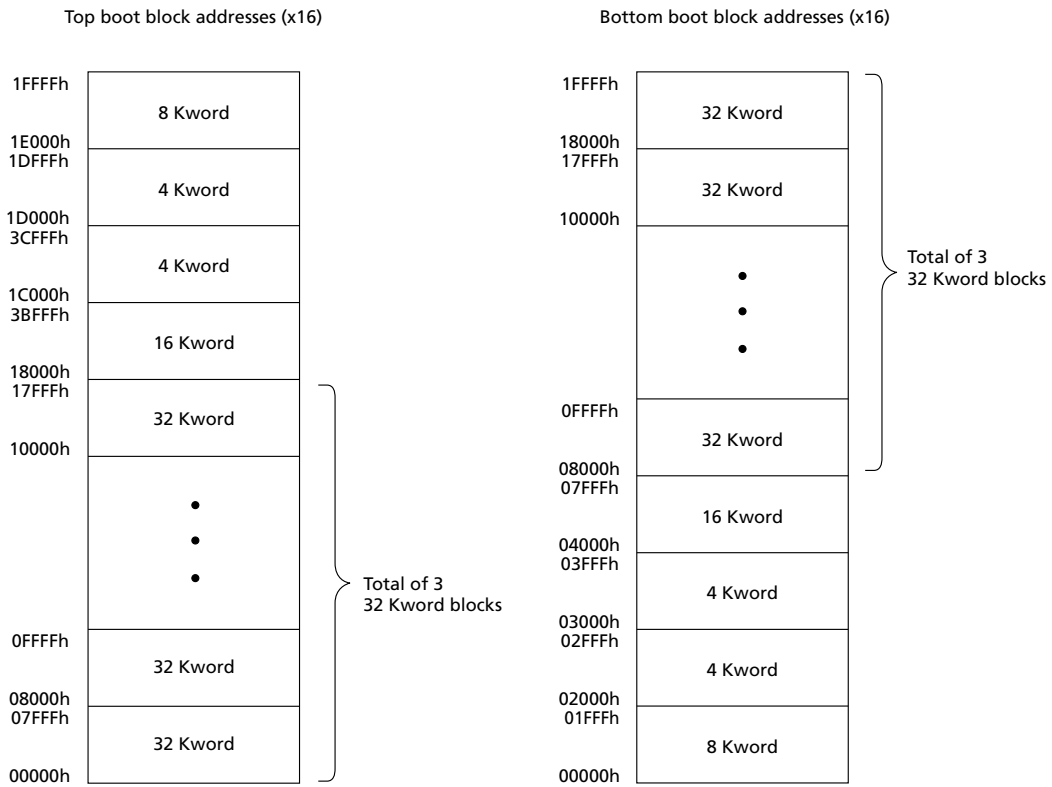 Top boot block addresses (x16)
1FFFFh
8 Kword
1E000h
1DFFFh
4 Kword
1D000h
3CFFFh
4 Kword
1C000h
3BFFFh
16 Kword
18000h
17FFFh
32 Kword
10000h
Total of 3
32 Kword blocks
0FFFFh
32 Kword
08000h
07FFFh
32 Kword
00000h
Bottom boot block addresses (x16)
1FFFFh
32 Kword
18000h
17FFFh
32 Kword
10000h
Total of 3
32 Kword blocks
0FFFFh
32 Kword
08000h
07FFFh
16 Kword
04000h
03FFFh
4 Kword
03000h
02FFFh
4 Kword
02000h
01FFFh
8 Kword
00000h